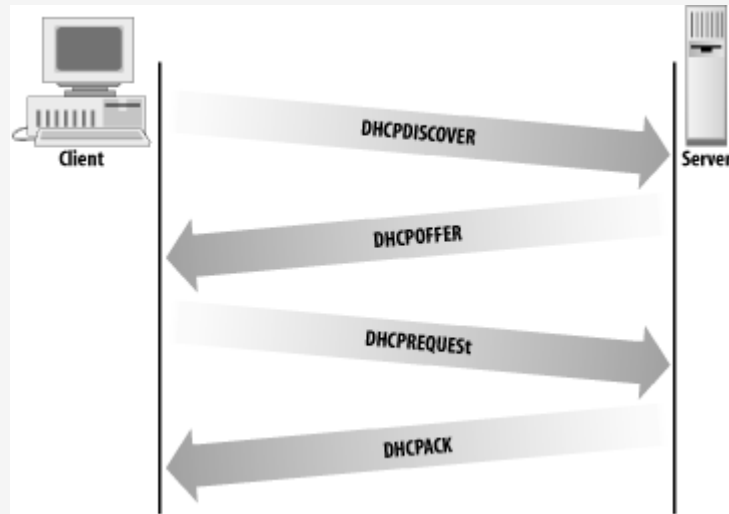 Client
Server
DHCPDISCOVER
DHCPOFFER
DHCPREQUESt
DHCPACK